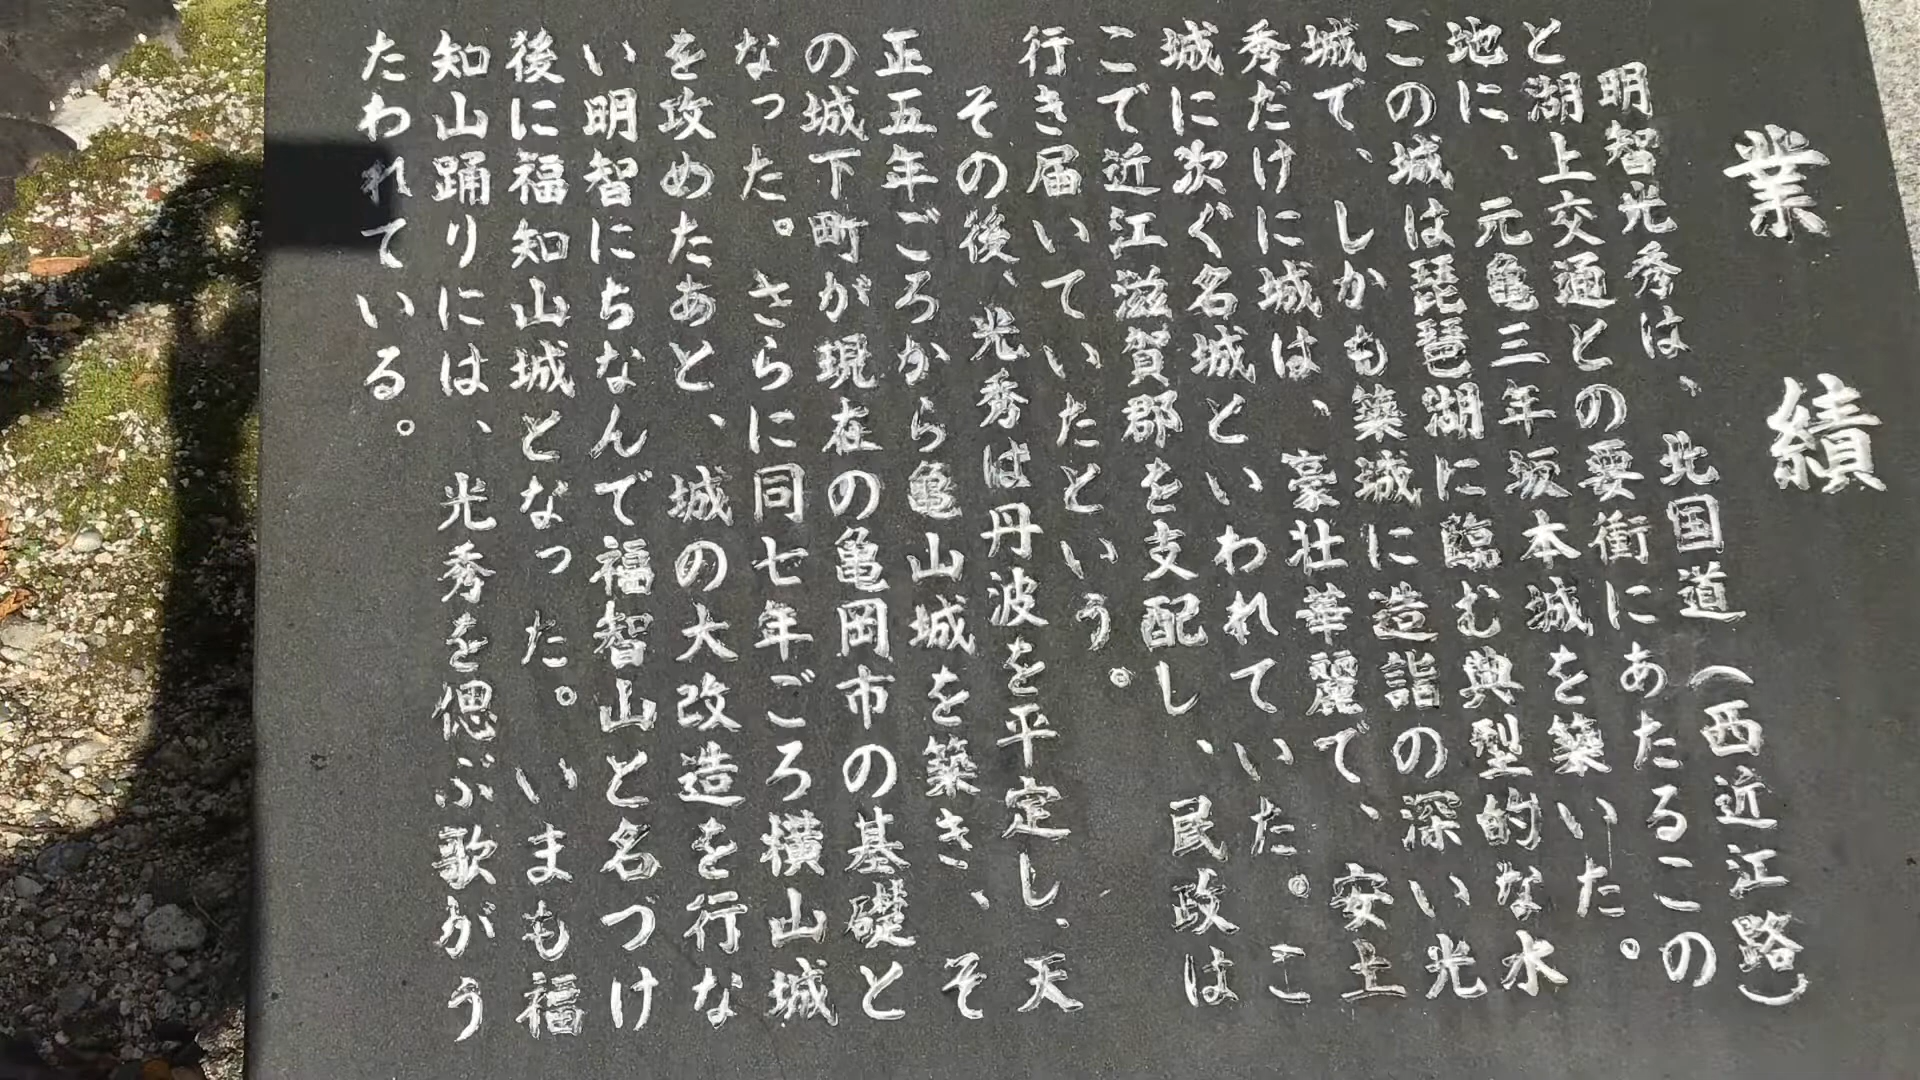 業績
明智光秀は、北国道(西近江路)
と湖上交通との要衝にあたるこの
地に、元亀三年坂本城を築いた。
この城は琵琶湖に臨む典型的な水
城で、しかも築城に造詣の深い光
秀だけに城は、豪壮華麗で、安土
城に次ぐ名城といわれていた。こ
こで近江滋賀郡を支配し、民政は
行き届いていたという。
その後、光秀は丹波を平定し、天
正五年ごろから亀山城を築き、そ
の城下町が現在の亀岡市の基礎と
なった。さらに同七年ごろ横山城
を攻めたあと、城の大改造を行な
い明智にちなんで福智山と名づけ
後に福知山城となった。いまも福
知山踊りには、光秀を偲ぶ歌がう
たわれている。